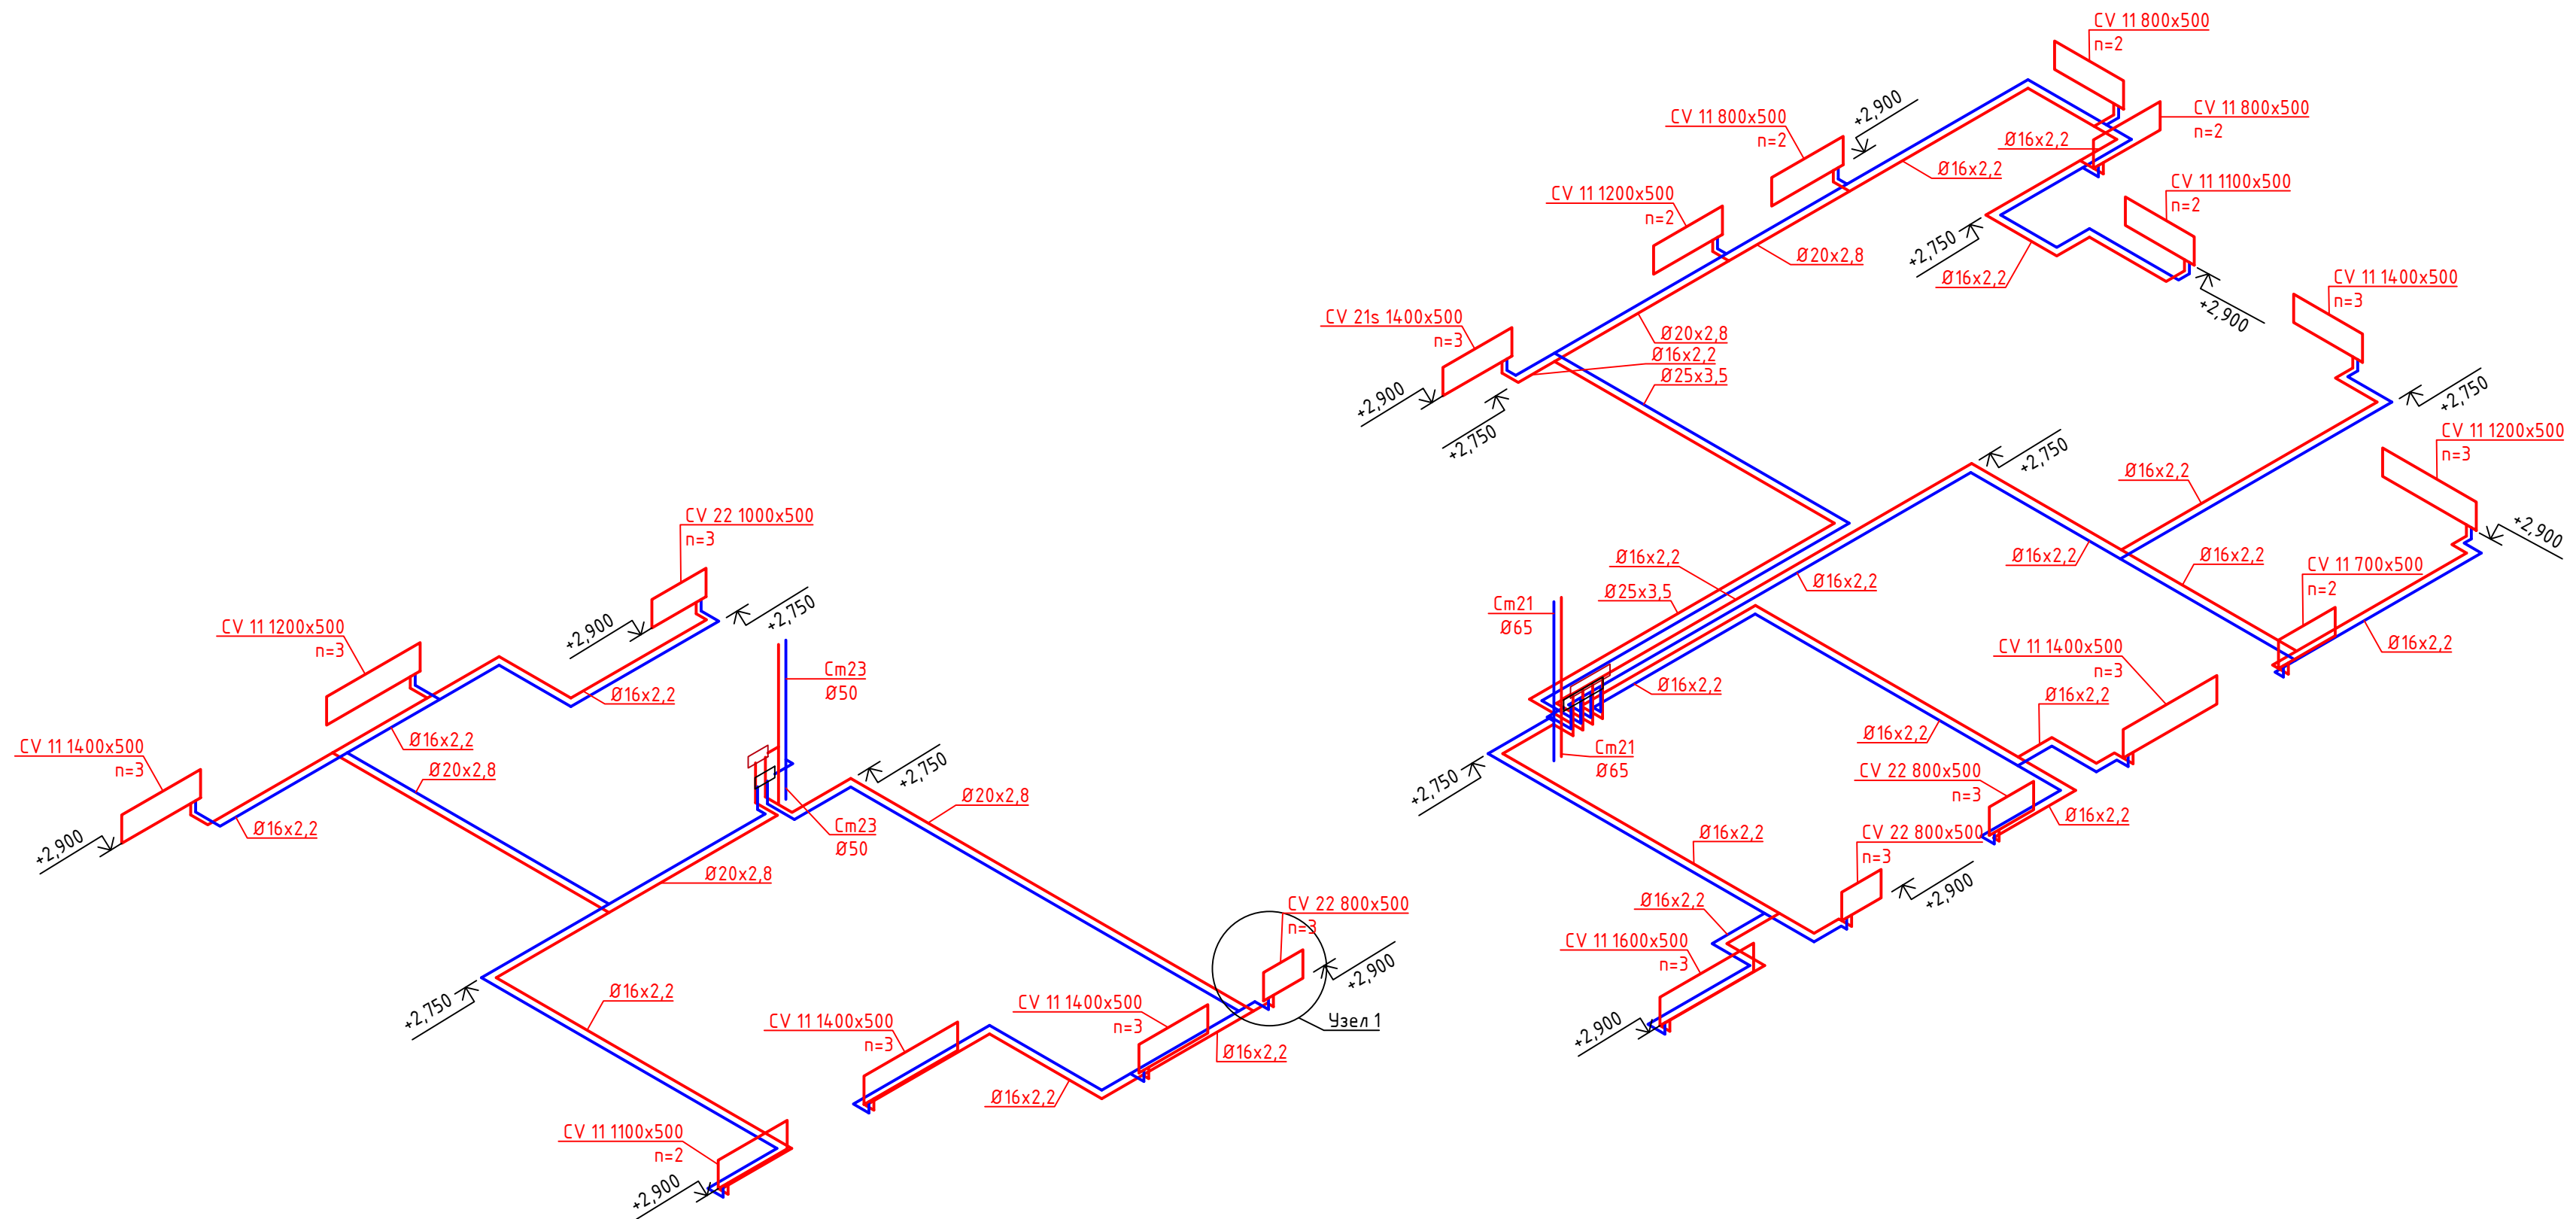 CV 11 800x500
n=2
CV 11 800x500
n=2
+2,900
CV 11 800x500
n=2
Ø16x2,2
Ø16x2,2
CV 11 1100x500
n=2
CV 11 1200x500
n=2
+2,750
Ø20x2,8
Ø16x2,2
+2,900
CV 11 1400x500
n=3
CV 21s 1400x500
n=3
Ø20x2,8
Ø16x2,2
Ø25x3,5
+2,900
+2,750
+2,750
CV 11 1200x500
n=3
+2,750
Ø16x2,2
+2,900
CV 22 1000x500
n=3
Ø16x2,2
Ø16x2,2
Ø16x2,2
CV 11 700x500
n=2
Ø16x2,2
Ø25x3,5
Cm21
Ø65
+2,900
+2,750
CV 11 1200x500
n=3
Ø16x2,2
CV 11 1400x500
n=3
Cm23
Ø50
Ø16x2,2
Ø16x2,2
Ø16x2,2
Ø16x2,2
Ø16x2,2
CV 11 1400x500
n=3
Cm21
Ø65
+2,750
Ø20x2,8
CV 22 800x500
n=3
+2,750
Ø20x2,8
Ø16x2,2
Ø16x2,2
Cm23
Ø50
Ø16x2,2
CV 22 800x500
n=3
+2,900
Ø20x2,8
+2,900
Ø16x2,2
CV 22 800x500
n=3
CV 11 1600x500
n=3
+2,900
Ø16x2,2
CV 11 1400x500
n=3
CV 11 1400x500
n=3
Узел 1
+2,750
+2,900
Ø16x2,2
Ø16x2,2
CV 11 1100x500
n=2
+2,900